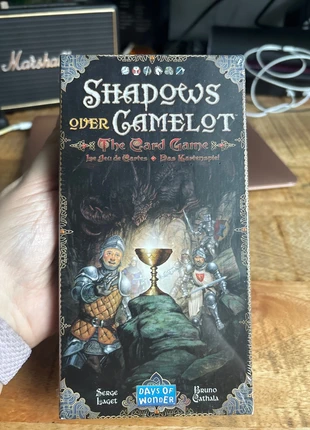 Marshall
SHADOWS
OVER CAMELOT
The Card Game
Le Jeu de Cartes • Das Kartenspiel
Serge
Laget
DAYS OF
WONDER
Bruno
Cathala